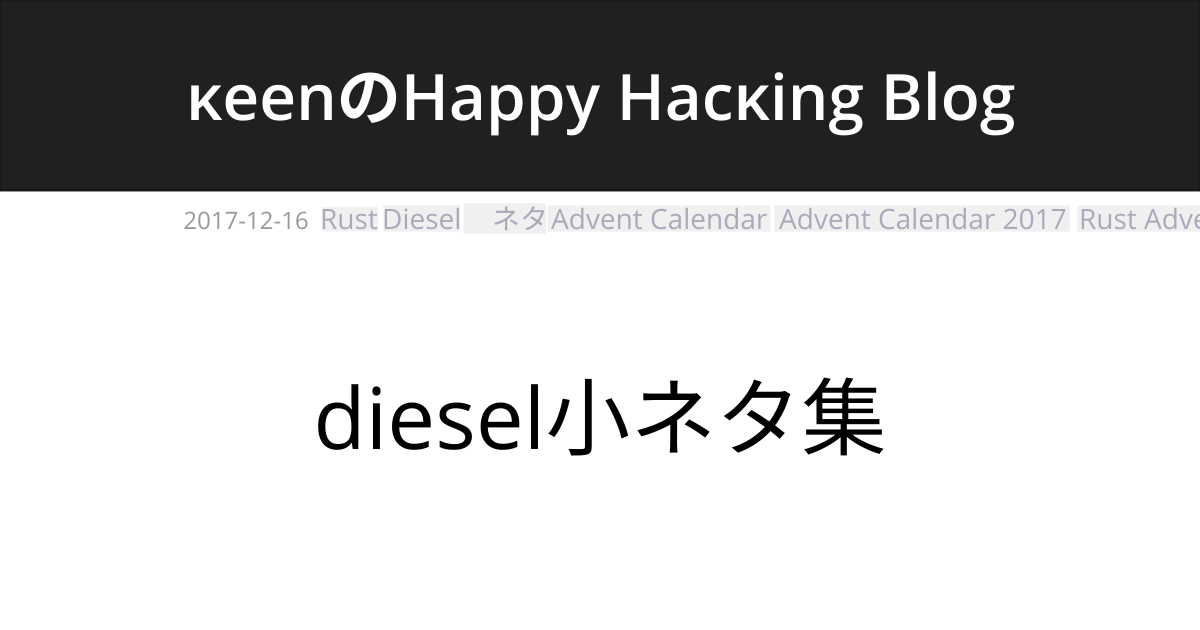 κeenのHappy Hacκing Blog
2017-12-16 Rust Diesel ネタ Advent Calendar Advent Calendar 2017 Rust Adve
diesel小ネタ集